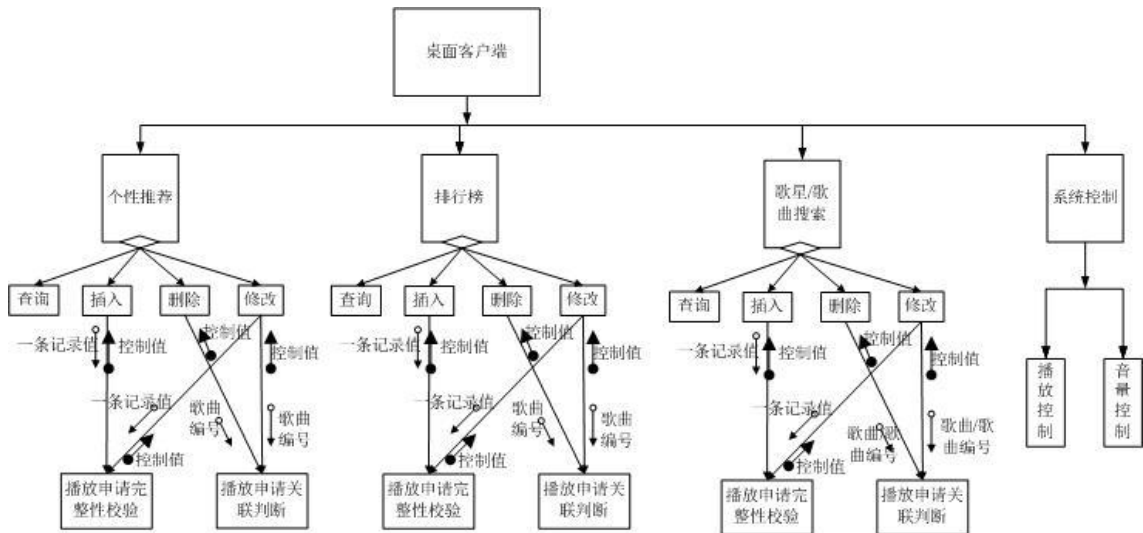 桌面客户端
个性推荐
排行榜
歌星/歌
曲搜索
系统控制
查询
插入
删除
修改
查询
插入
删除
修改
查询
插入
删除
修改
一条记录值
控制值
控制值
控制值
一条记录值
歌曲
编号
歌曲
编号
控制值
播放申请完
整性校验
播放申请关
联判断
一条记录值
控制值
控制值
控制值
一条记录值
歌曲
编号
歌曲
编号
控制值
播放申请完
整性校验
播放申请关
联判断
一条记录值
控制值
控制值
控制值
一条记录值
歌曲/歌
曲编号
歌曲/歌
曲编号
控制值
播放申请完
整性校验
播放申请关
联判断
播放控制
音量控制